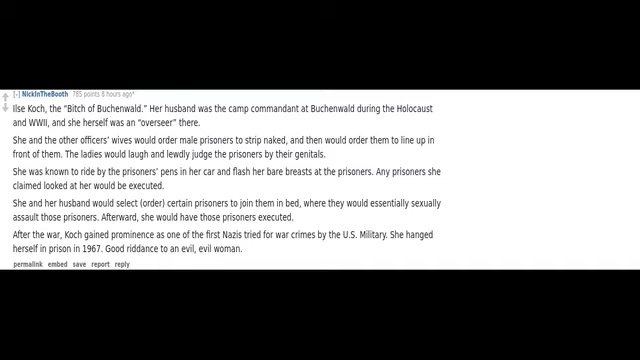 [-] NickInTheBooth 785 points 8 hours ago*
Ilse Koch, the “Bitch of Buchenwald.” Her husband was the camp commandant at Buchenwald during the Holocaust
and WWII, and she herself was an “overseer” there.
She and the other officers’ wives would order male prisoners to strip naked, and then would order them to line up in
front of them. The ladies would laugh and lewdly judge the prisoners by their genitals.
She was known to ride by the prisoners’ pens in her car and flash her bare breasts at the prisoners. Any prisoners she
claimed looked at her would be executed.
She and her husband would select (order) certain prisoners to join them in bed, where they would essentially sexually
assault those prisoners. Afterward, she would have those prisoners executed.
After the war, Koch gained prominence as one of the first Nazis tried for war crimes by the U.S. Military. She hanged
herself in prison in 1967. Good riddance to an evil, evil woman.
permalink embed save report reply